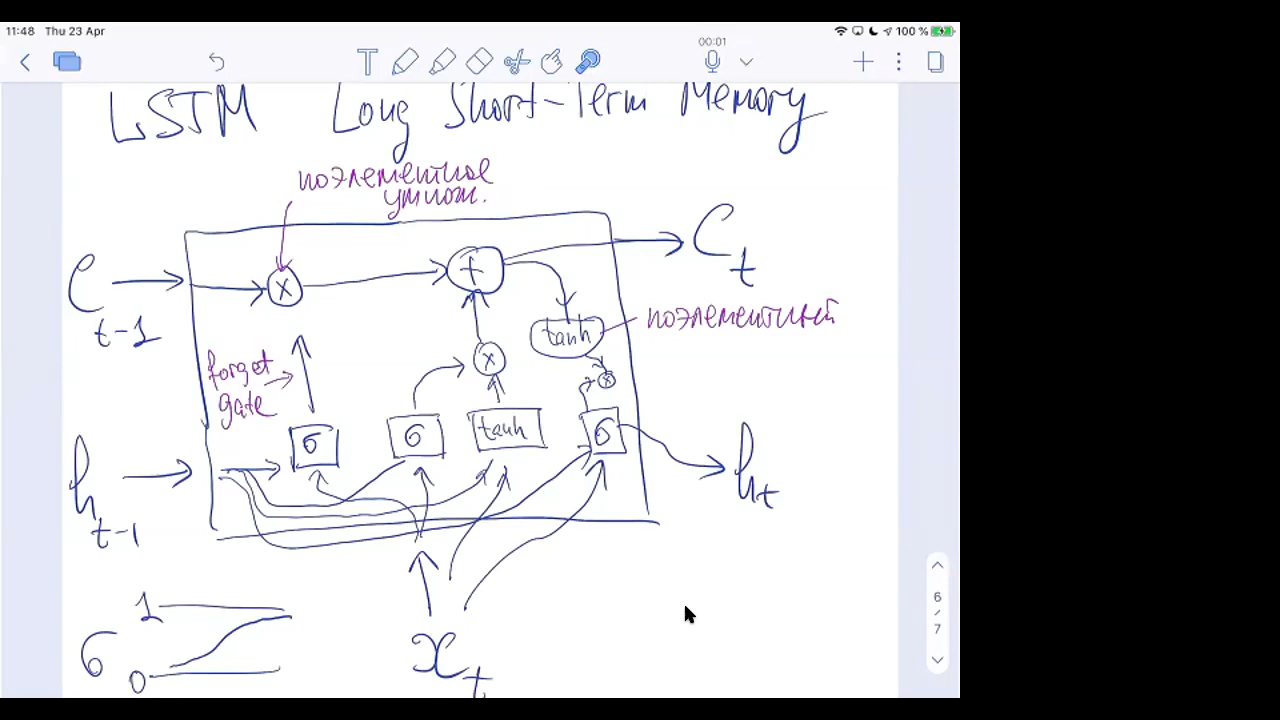 11:48 Thu 23 Apr
100 %
00:01
T
LSTM Long Short-Term Memory
поэлементное
умнож.
C t-1
x
+
C t
tanh
поэлементный
x
x
forget
gate
σ
σ
tanh
σ
h t-1
h t
1
σ
0
x t
6
/
7